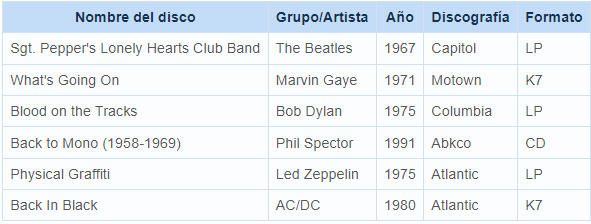 Nombre del disco Grupo/Artista Año Discografía Formato
Sgt. Pepper's Lonely Hearts Club Band The Beatles 1967 Capitol LP
What's Going On Marvin Gaye 1971 Motown K7
Blood on the Tracks Bob Dylan 1975 Columbia LP
Back to Mono (1958-1969) Phil Spector 1991 Abkco CD
Physical Graffiti Led Zeppelin 1975 Atlantic LP
Back In Black AC/DC 1980 Atlantic K7